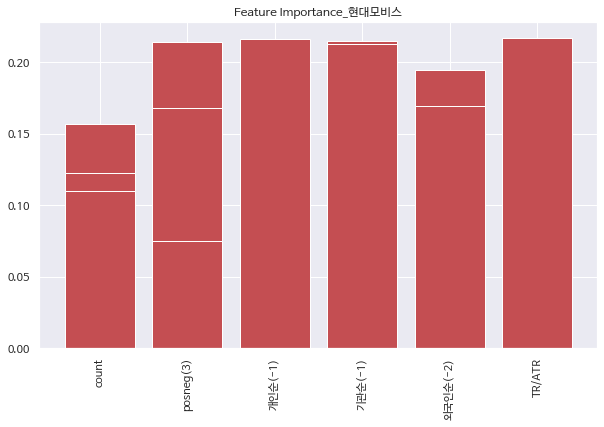 Feature Importance_현대모비스
0.20
0.15
0.10
0.05
0.00
count
posneg(3)
개인순(-1)
기관순(-1)
외국인순(-2)
TR/ATR